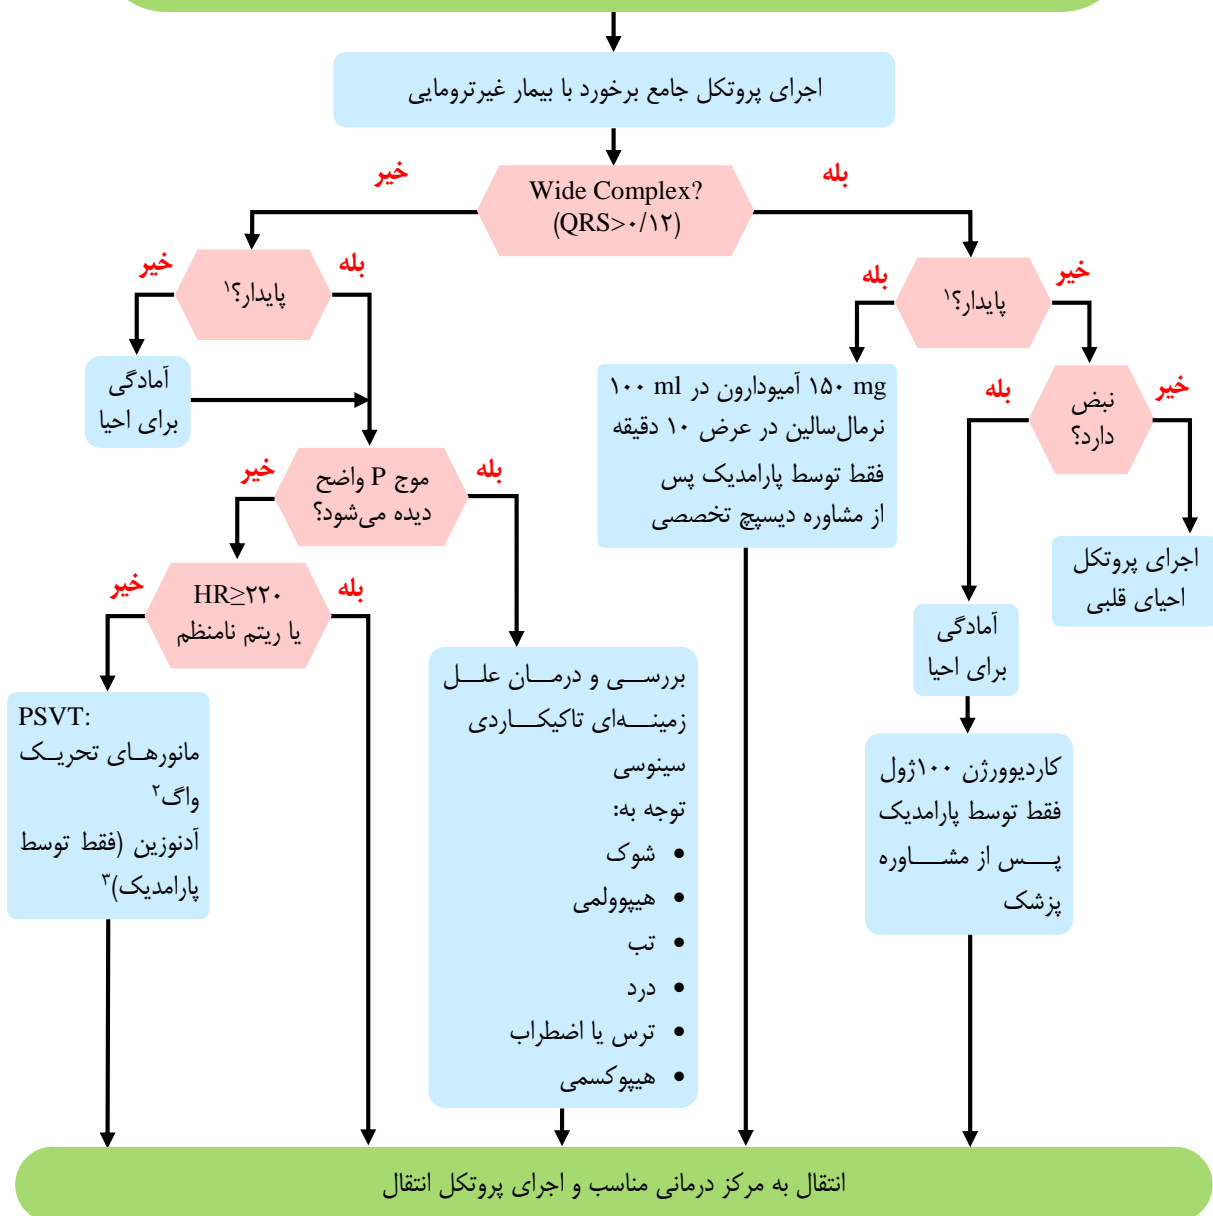 اجرای پروتکل جامع برخورد با بیمار غیرترومایی
Wide Complex?
(QRS>۰/۱۲)
بله
خیر
پایدار؟۱
خیر
بله
پایدار؟۱
بله
خیر
نبض
دارد؟
خیر
بله
اجرای پروتکل
احیای قلبی
آمادگی
برای احیا
کاردیوورژن ۱۰۰ژول
فقط توسط پارامدیک
پس از مشاوره
پزشک
۱۵۰ mg آمیودارون در ۱۰۰ ml
نرمال‌سالین در عرض ۱۰ دقیقه
فقط توسط پارامدیک پس
از مشاوره دیسپچ تخصصی
آمادگی
برای احیا
موج P واضح
دیده می‌شود؟
بله
خیر
بررسی و درمان علل
زمینه‌ای تاکیکاردی
سینوسی
توجه به:
• شوک
• هیپوولمی
• تب
• درد
• ترس یا اضطراب
• هیپوکسمی
HR≥۲۲۰
یا ریتم نامنظم
بله
خیر
PSVT:
مانورهای تحریک
واگ۲
آدنوزین (فقط توسط
پارامدیک)۳
انتقال به مرکز درمانی مناسب و اجرای پروتکل انتقال